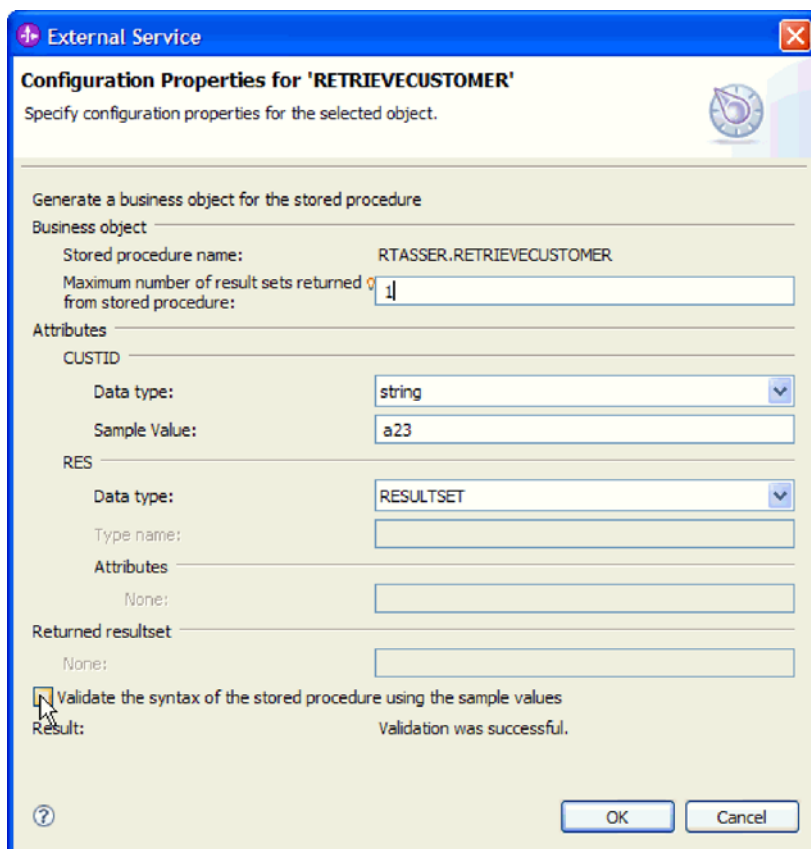 External Service
Configuration Properties for 'RETRIEVECUSTOMER'
Specify configuration properties for the selected object.
Generate a business object for the stored procedure
Business object
Stored procedure name: RTASSER.RETRIEVECUSTOMER
Maximum number of result sets returned
from stored procedure: 1
Attributes
CUSTID
Data type: string
Sample Value: a23
RES
Data type: RESULTSET
Type name:
Attributes
None:
Returned resultset
None:
Validate the syntax of the stored procedure using the sample values
Result: Validation was successful.
? OK Cancel